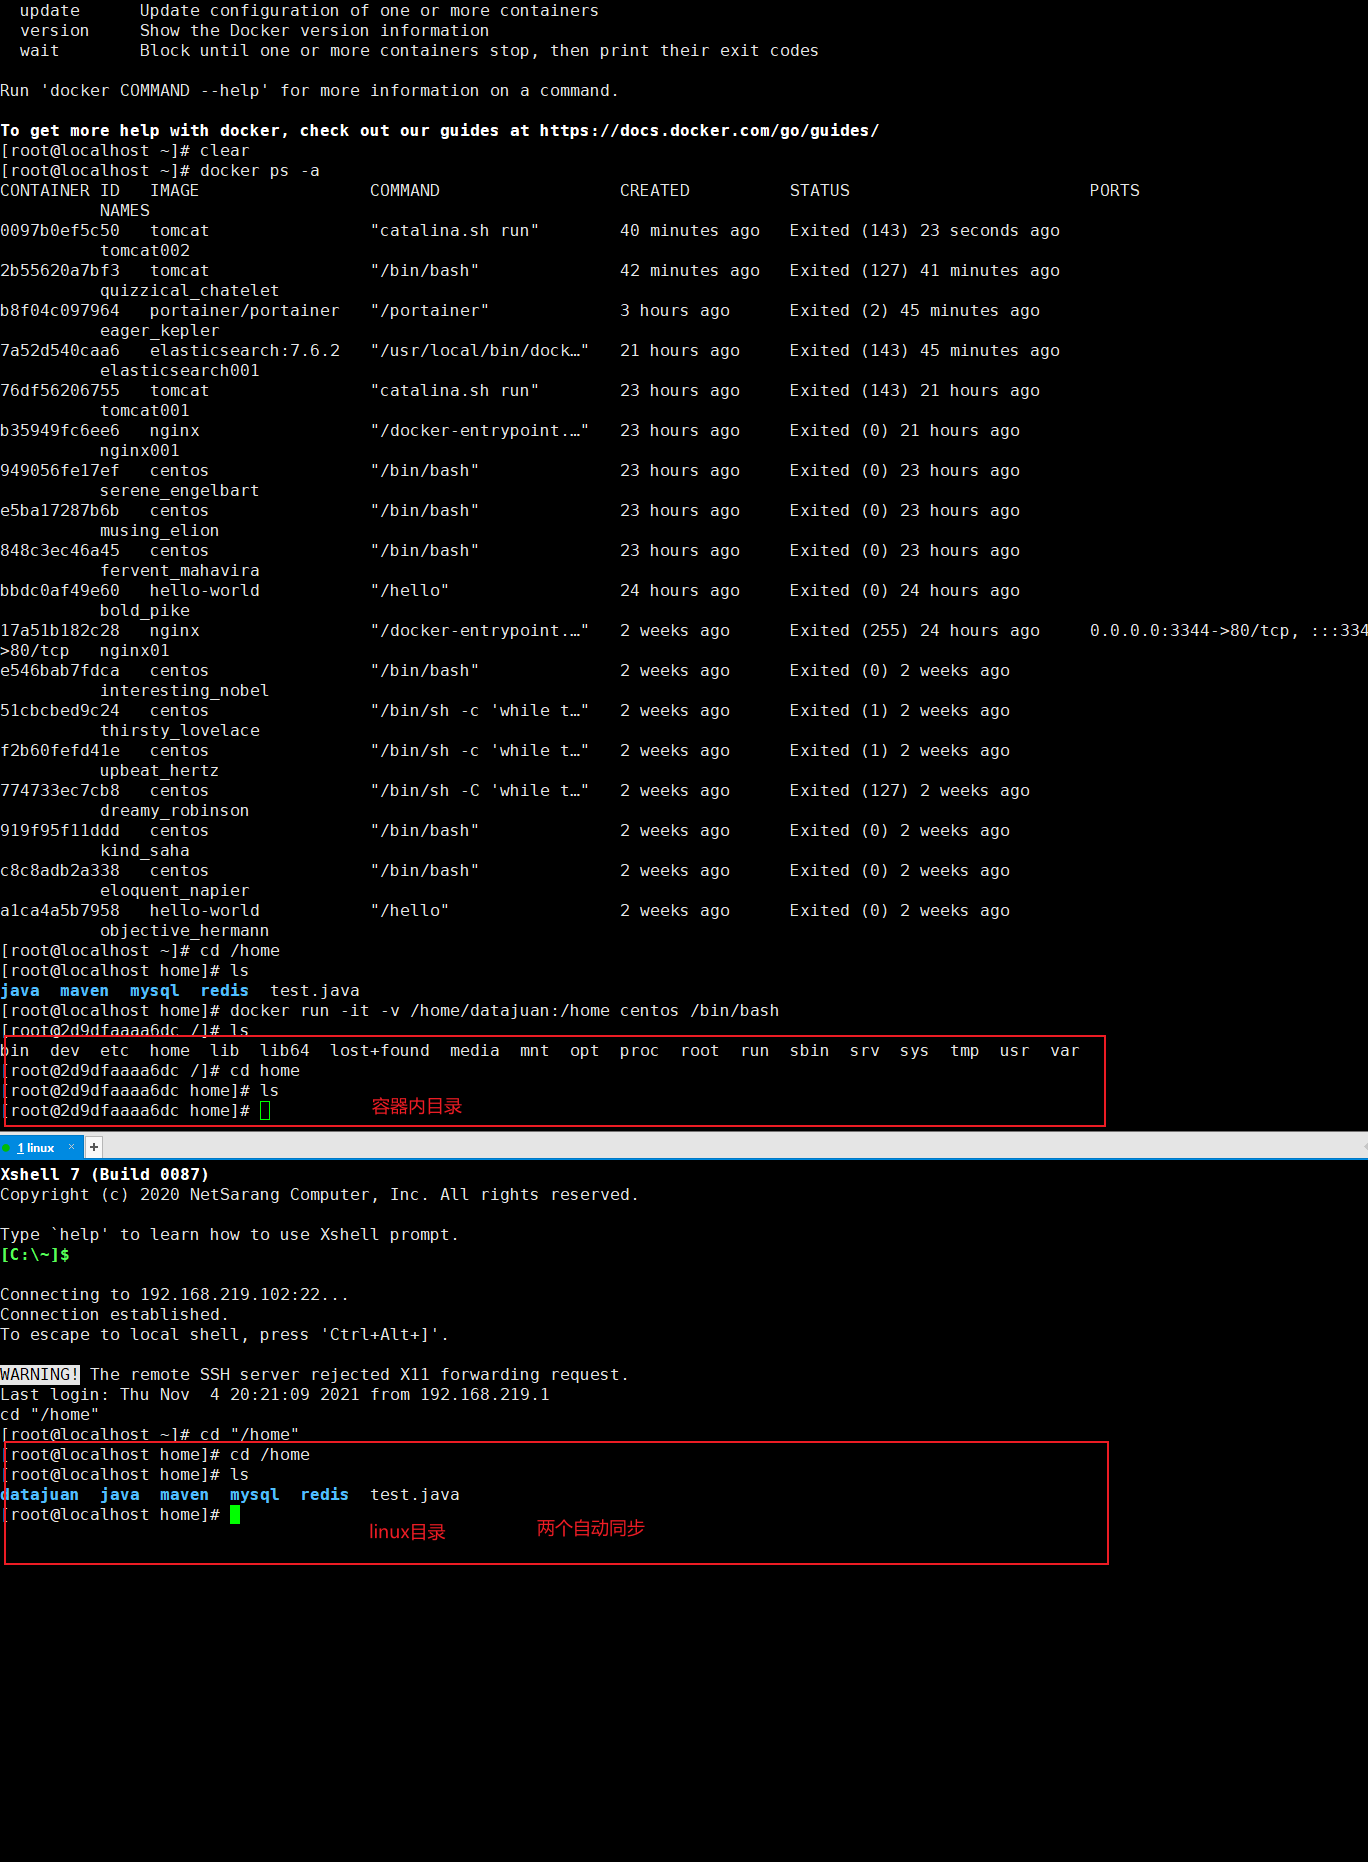 update      Update configuration of one or more containers
version     Show the Docker version information
wait        Block until one or more containers stop, then print their exit codes
Run 'docker COMMAND --help' for more information on a command.
To get more help with docker, check out our guides at https://docs.docker.com/go/guides/
[root@localhost ~]# clear
[root@localhost ~]# docker ps -a
CONTAINER ID   IMAGE                 COMMAND                  CREATED          STATUS                        PORTS
NAMES
0097b0ef5c50   tomcat                "catalina.sh run"        40 minutes ago   Exited (143) 23 seconds ago
tomcat002
2b55620a7bf3   tomcat                "/bin/bash"              42 minutes ago   Exited (127) 41 minutes ago
quizzical_chatelet
b8f04c097964   portainer/portainer   "/portainer"             3 hours ago      Exited (2) 45 minutes ago
eager_kepler
7a52d540caa6   elasticsearch:7.6.2   "/usr/local/bin/dock…"   21 hours ago     Exited (143) 45 minutes ago
elasticsearch001
76df56206755   tomcat                "catalina.sh run"        23 hours ago     Exited (143) 21 hours ago
tomcat001
b35949fc6ee6   nginx                 "/docker-entrypoint.…"   23 hours ago     Exited (0) 21 hours ago
nginx001
949056fe17ef   centos                "/bin/bash"              23 hours ago     Exited (0) 23 hours ago
serene_engelbart
e5ba17287b6b   centos                "/bin/bash"              23 hours ago     Exited (0) 23 hours ago
musing_elion
848c3ec46a45   centos                "/bin/bash"              23 hours ago     Exited (0) 23 hours ago
fervent_mahavira
bbdc0af49e60   hello-world           "/hello"                 24 hours ago     Exited (0) 24 hours ago
bold_pike
17a51b182c28   nginx                 "/docker-entrypoint.…"   2 weeks ago      Exited (255) 24 hours ago     0.0.0.0:3344->80/tcp, :::334
>80/tcp   nginx01
e546bab7fdca   centos                "/bin/bash"              2 weeks ago      Exited (0) 2 weeks ago
interesting_nobel
51cbcbed9c24   centos                "/bin/sh -c 'while t…"   2 weeks ago      Exited (1) 2 weeks ago
thirsty_lovelace
f2b60fefd41e   centos                "/bin/sh -c 'while t…"   2 weeks ago      Exited (1) 2 weeks ago
upbeat_hertz
774733ec7cb8   centos                "/bin/sh -C 'while t…"   2 weeks ago      Exited (127) 2 weeks ago
dreamy_robinson
919f95f11ddd   centos                "/bin/bash"              2 weeks ago      Exited (0) 2 weeks ago
kind_saha
c8c8adb2a338   centos                "/bin/bash"              2 weeks ago      Exited (0) 2 weeks ago
eloquent_napier
a1ca4a5b7958   hello-world           "/hello"                 2 weeks ago      Exited (0) 2 weeks ago
objective_hermann
[root@localhost ~]# cd /home
[root@localhost home]# ls
java  maven  mysql  redis  test.java
[root@localhost home]# docker run -it -v /home/datajuan:/home centos /bin/bash
[root@2d9dfaaaa6dc /]# ls
bin  dev  etc  home  lib  lib64  lost+found  media  mnt  opt  proc  root  run  sbin  srv  sys  tmp  usr  var
[root@2d9dfaaaa6dc /]# cd home
[root@2d9dfaaaa6dc home]# ls
[root@2d9dfaaaa6dc home]#
容器内目录
1 linux × +
Xshell 7 (Build 0087)
Copyright (c) 2020 NetSarang Computer, Inc. All rights reserved.
Type `help' to learn how to use Xshell prompt.
[C:\~]$
Connecting to 192.168.219.102:22...
Connection established.
To escape to local shell, press 'Ctrl+Alt+]'.
WARNING! The remote SSH server rejected X11 forwarding request.
Last login: Thu Nov  4 20:21:09 2021 from 192.168.219.1
cd "/home"
[root@localhost ~]# cd "/home"
[root@localhost home]# cd /home
[root@localhost home]# ls
datajuan  java  maven  mysql  redis  test.java
[root@localhost home]#
linux目录 两个自动同步